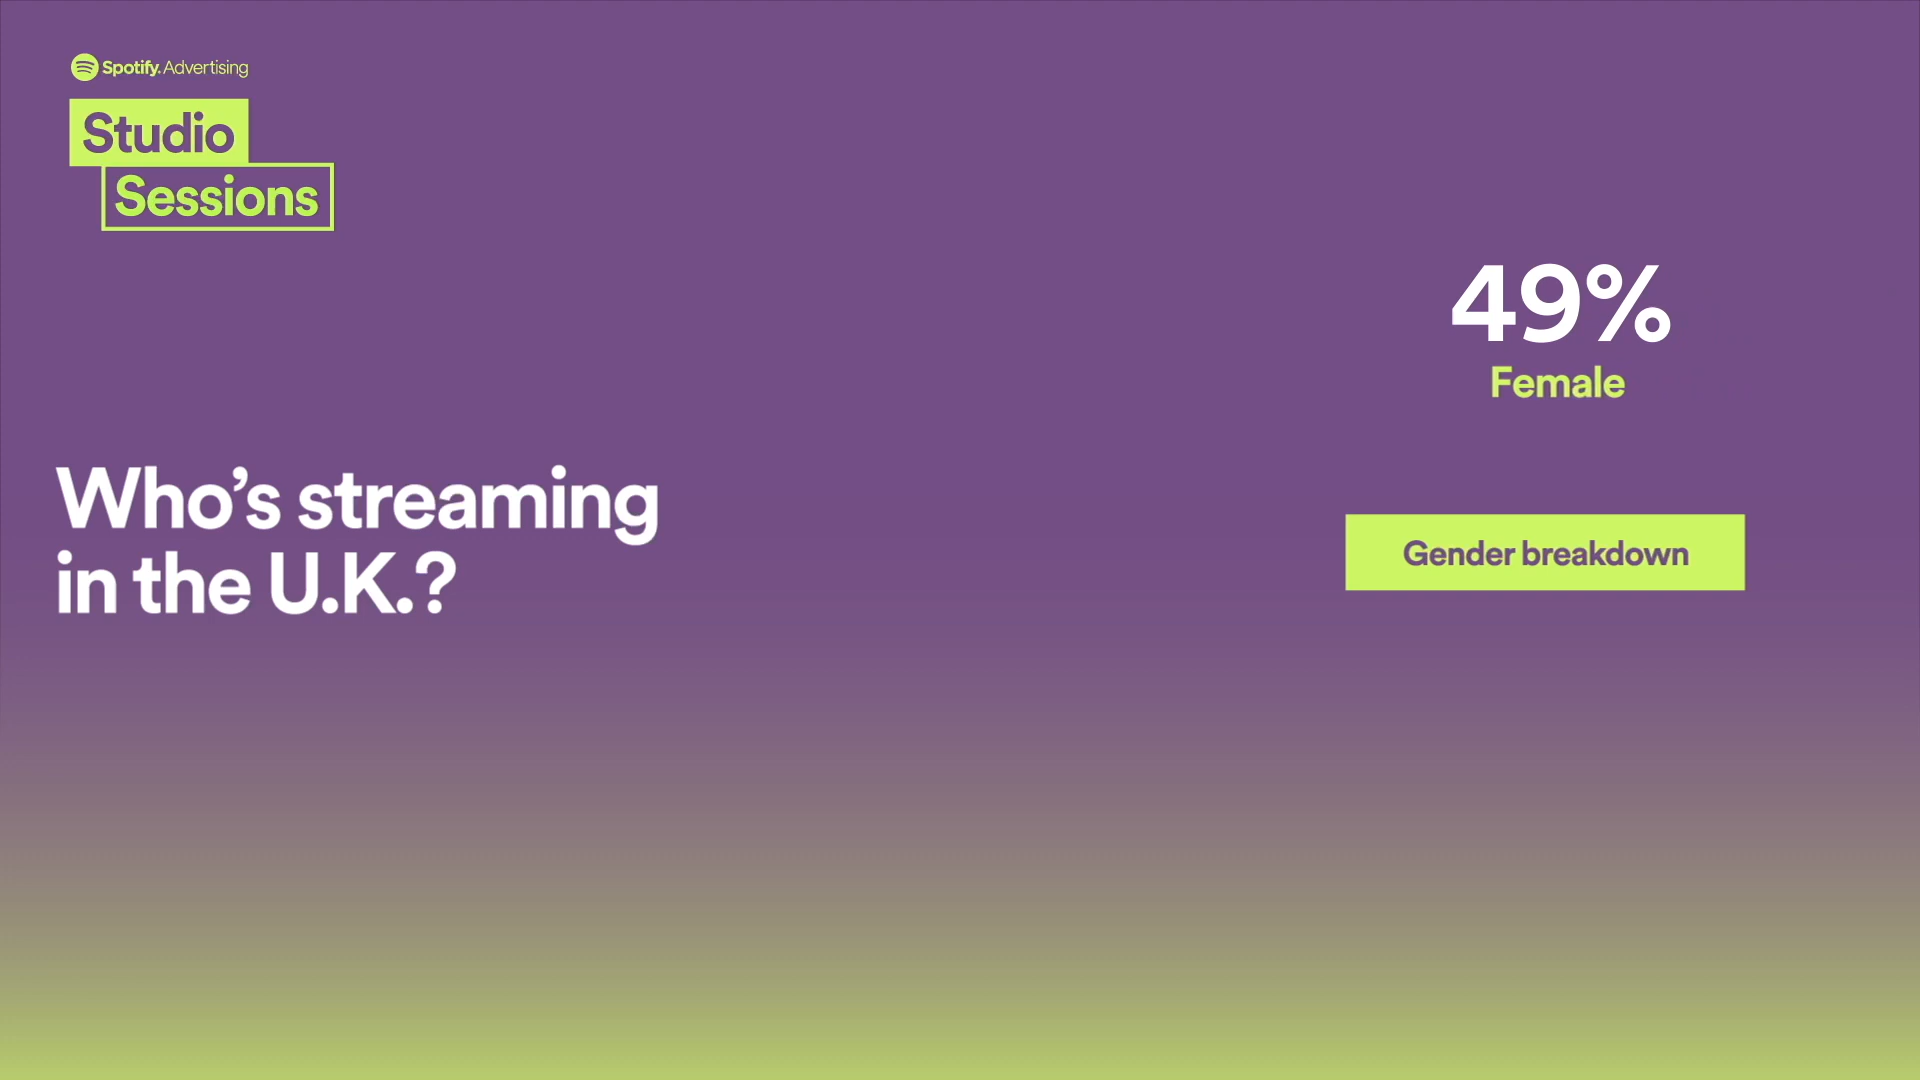 Spotify. Advertising
Studio
Sessions
Who’s streaming
in the U.K.?
49%
Female
Gender breakdown